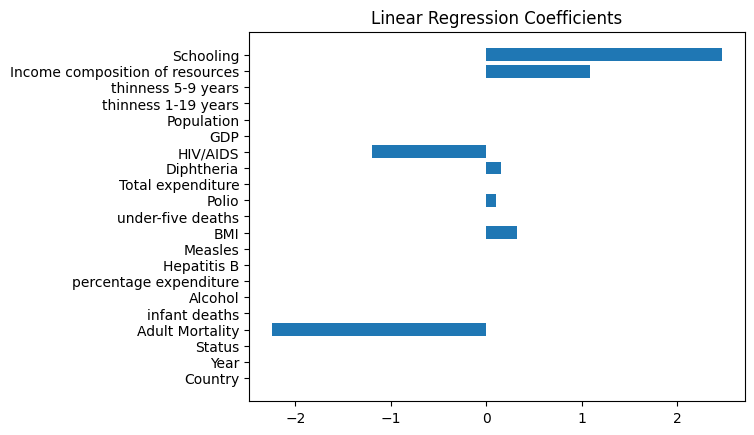 Linear Regression Coefficients
Schooling
Income composition of resources
thinness 5-9 years
thinness 1-19 years
Population
GDP
HIV/AIDS
Diphtheria
Total expenditure
Polio
under-five deaths
BMI
Measles
Hepatitis B
percentage expenditure
Alcohol
infant deaths
Adult Mortality
Status
Year
Country
−2 −1 0 1 2